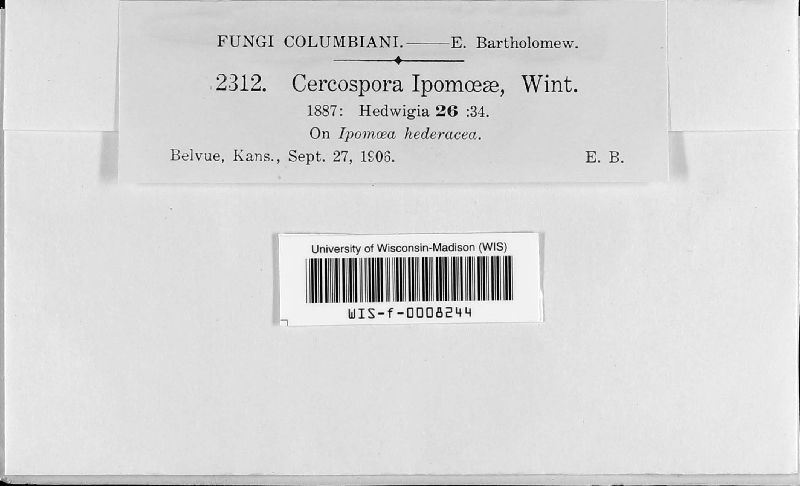 FUNGI COLUMBIANI.——E. Bartholomew.
2312. Cercospora Ipomœæ, Wint.
1887: Hedwigia 26 :34.
On Ipomœa hederacea.
Belvue, Kans., Sept. 27, 1906. E. B.
University of Wisconsin-Madison (WIS)
WIS-f-0008244